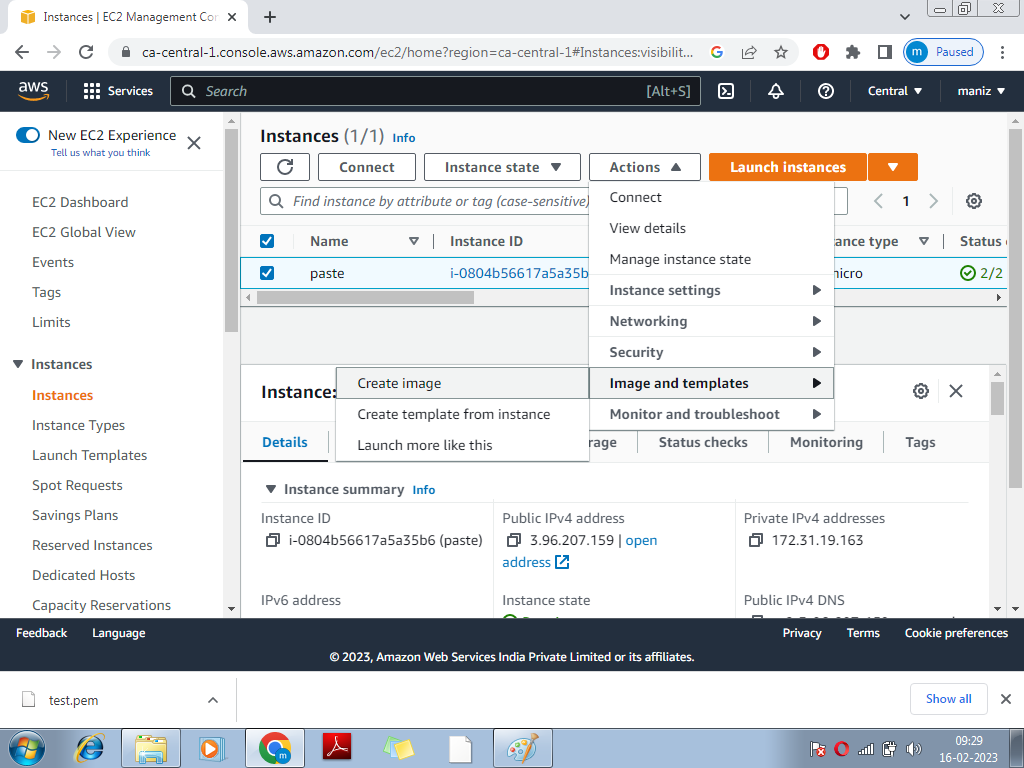 Instances | EC2 Management Con
ca-central-1.console.aws.amazon.com/ec2/home?region=ca-central-1#Instances:visibilit...
m Paused
aws
Services
Search [Alt+S]
Central
maniz
New EC2 Experience
Tell us what you think
EC2 Dashboard
EC2 Global View
Events
Tags
Limits
Instances
Instances
Instance Types
Launch Templates
Spot Requests
Savings Plans
Reserved Instances
Dedicated Hosts
Capacity Reservations
Instances (1/1) Info
Connect
Instance state
Actions
Launch instances
Find instance by attribute or tag (case-sensitive)
1
Name
Instance ID
ance type
Status
paste
i-0804b56617a5a35b
micro
2/2
Connect
View details
Manage instance state
Instance settings
Networking
Security
Image and templates
Monitor and troubleshoot
Create image
Create template from instance
Launch more like this
Instance:
Details
rage
Status checks
Monitoring
Tags
Instance summary Info
Instance ID
i-0804b56617a5a35b6 (paste)
Public IPv4 address
3.96.207.159 | open
address
Private IPv4 addresses
172.31.19.163
IPv6 address
Instance state
Public IPv4 DNS
Feedback
Language
Privacy
Terms
Cookie preferences
© 2023, Amazon Web Services India Private Limited or its affiliates.
test.pem
Show all
09:29
16-02-2023